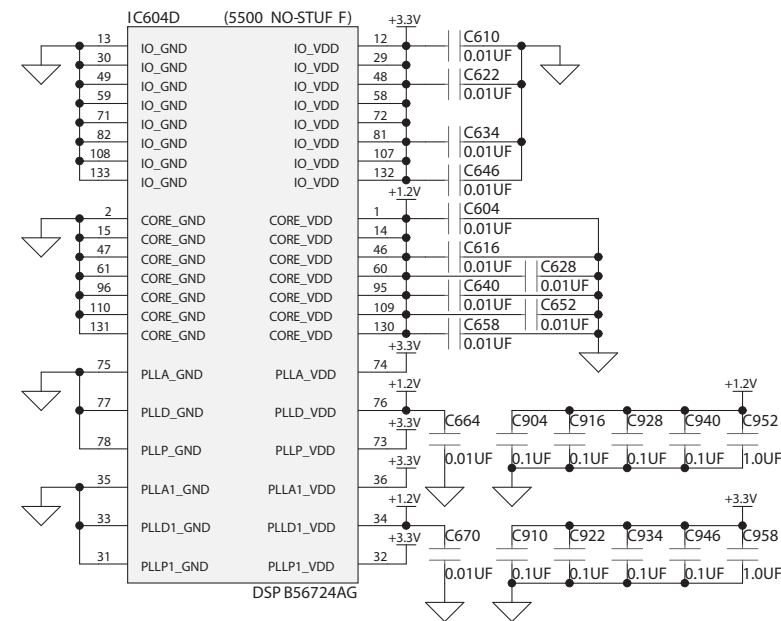 IC604D (5500 NO-STUF F)
+3.3V
13 IO_GND IO_VDD 12 C610
30 IO_GND IO_VDD 29 0.01UF
49 IO_GND IO_VDD 48 C622
59 IO_GND IO_VDD 58 0.01UF
71 IO_GND IO_VDD 72
82 IO_GND IO_VDD 81 C634
108 IO_GND IO_VDD 107 0.01UF
133 IO_GND IO_VDD 132 C646
+1.2V 0.01UF
2 CORE_GND CORE_VDD 1 C604
15 CORE_GND CORE_VDD 14 0.01UF
47 CORE_GND CORE_VDD 46 C616
61 CORE_GND CORE_VDD 60 0.01UF C628
96 CORE_GND CORE_VDD 95 C640 0.01UF
110 CORE_GND CORE_VDD 109 0.01UF C652
131 CORE_GND CORE_VDD 130 C658 0.01UF
+3.3V 0.01UF
75 PLLA_GND PLLA_VDD 74
+1.2V +1.2V
77 PLLD_GND PLLD_VDD 76
+3.3V C664 C904 C916 C928 C940 C952
78 PLLP_GND PLLP_VDD 73
0.01UF 0.1UF 0.1UF 0.1UF 0.1UF 1.0UF
+3.3V
35 PLLA1_GND PLLA1_VDD 36
+1.2V +3.3V
33 PLLD1_GND PLLD1_VDD 34
+3.3V C670 C910 C922 C934 C946 C958
31 PLLP1_GND PLLP1_VDD 32
0.01UF 0.1UF 0.1UF 0.1UF 0.1UF 1.0UF
DSP B56724AG